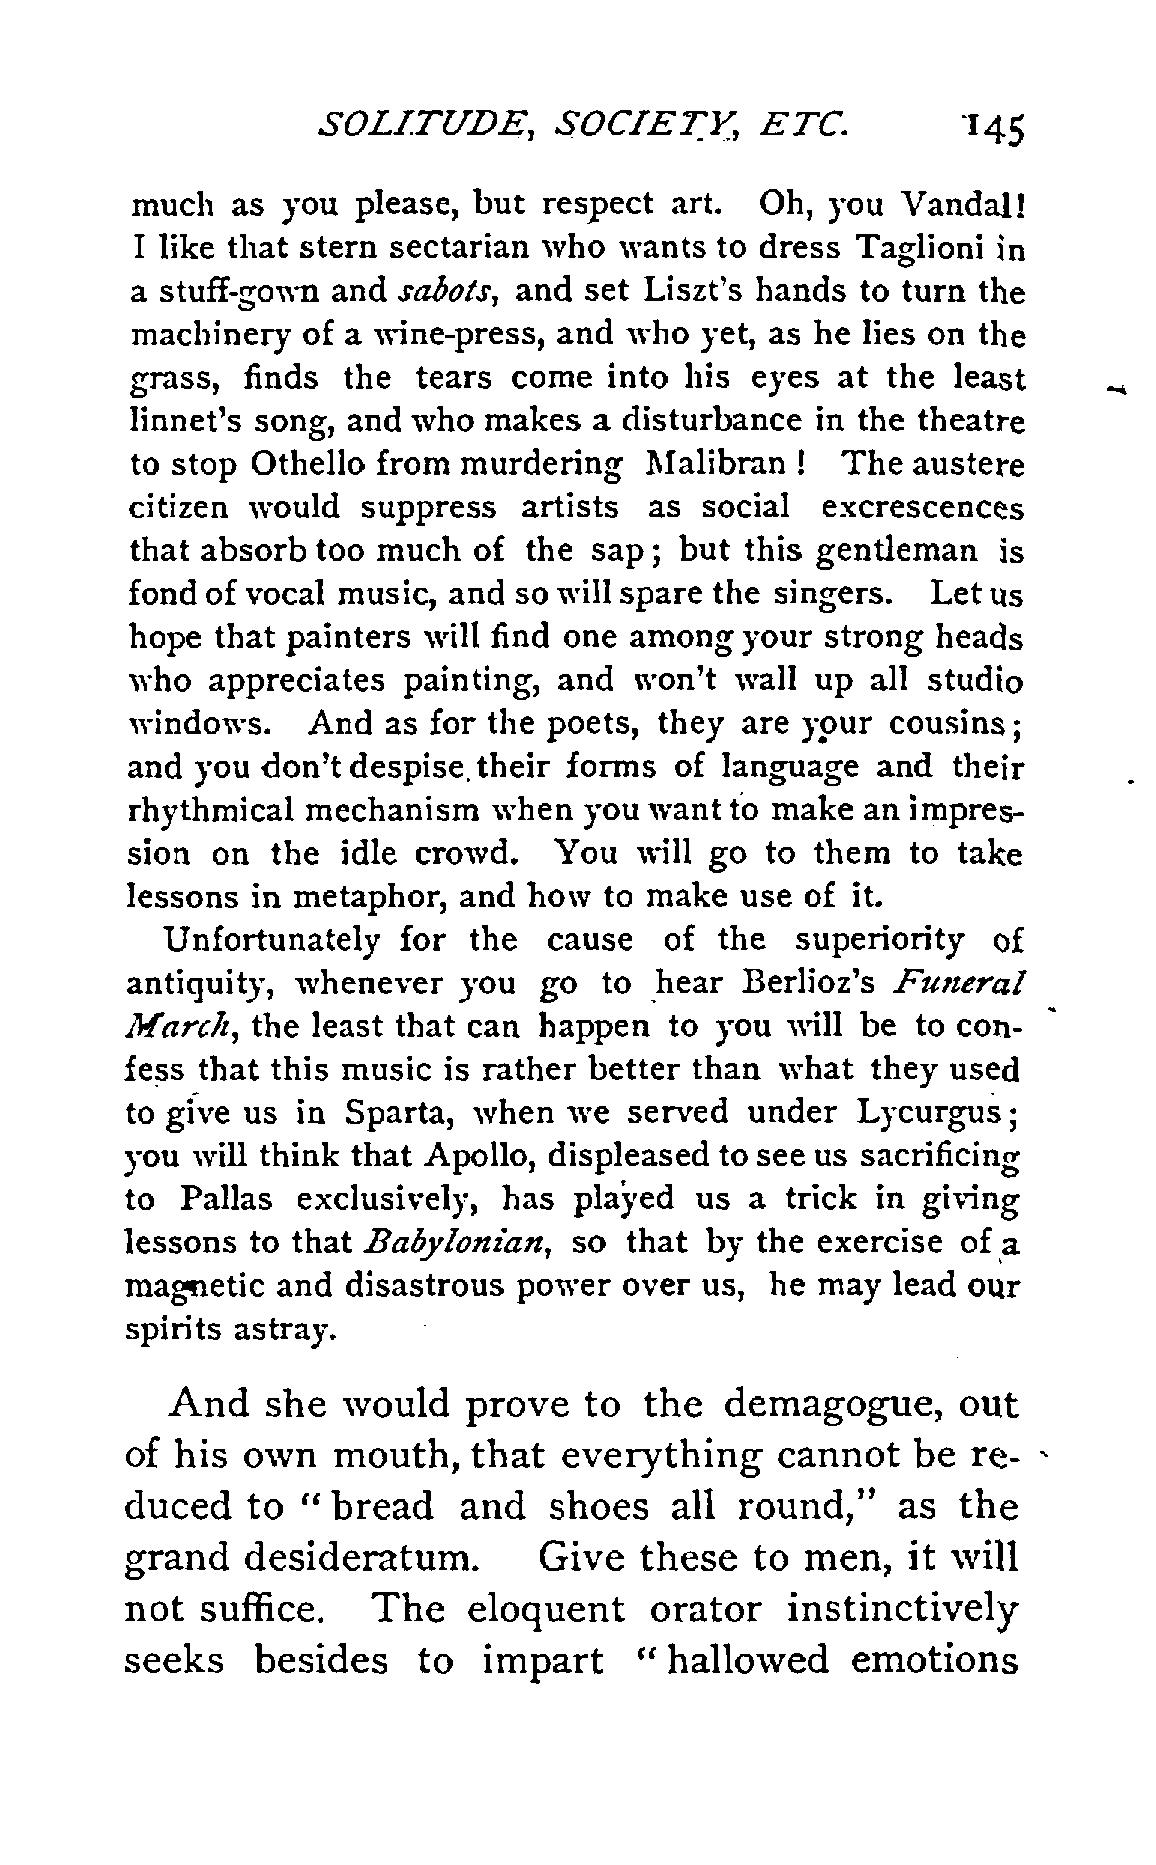 SOLITUDE, SOCIETY, ETC. 145
much as you please, but respect art. Oh, you Vandal!
I like that stern sectarian who wants to dress Taglioni in
a stuff-gown and sabots, and set Liszt's hands to turn the
machinery of a wine-press, and who yet, as he lies on the
grass, finds the tears come into his eyes at the least
linnet's song, and who makes a disturbance in the theatre
to stop Othello from murdering Malibran ! The austere
citizen would suppress artists as social excrescences
that absorb too much of the sap ; but this gentleman is
fond of vocal music, and so will spare the singers. Let us
hope that painters will find one among your strong heads
who appreciates painting, and won't wall up all studio
windows. And as for the poets, they are your cousins ;
and you don't despise their forms of language and their
rhythmical mechanism when you want to make an impres-
sion on the idle crowd. You will go to them to take
lessons in metaphor, and how to make use of it.
Unfortunately for the cause of the superiority of
antiquity, whenever you go to hear Berlioz's Funeral
March, the least that can happen to you will be to con-
fess that this music is rather better than what they used
to give us in Sparta, when we served under Lycurgus ;
you will think that Apollo, displeased to see us sacrificing
to Pallas exclusively, has played us a trick in giving
lessons to that Babylonian, so that by the exercise of a
magnetic and disastrous power over us, he may lead our
spirits astray.
And she would prove to the demagogue, out
of his own mouth, that everything cannot be re-
duced to " bread and shoes all round," as the
grand desideratum. Give these to men, it will
not suffice. The eloquent orator instinctively
seeks besides to impart " hallowed emotions